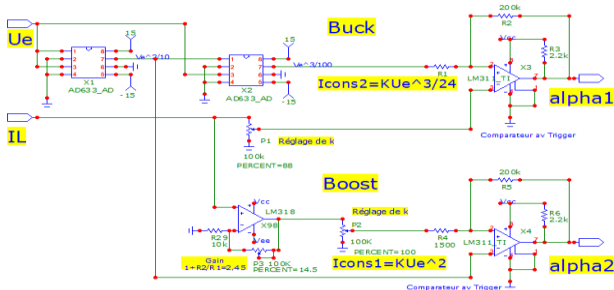 Ue
15
Buck
200k
R2
Vcc
Ve^2/10
15
Ve^3/100
R3
2.2k
X1
AD633_AD
-15
X2
AD633_AD
-15
R1
Icons2=KUe^3/24
LM311_T1
X3
alpha1
Comparateur av Trigger
IL
P1
Réglage de k
100k
PERCENT=88
Boost
200k
R5
Vcc
LM318
X98
Vee
R29
10k
Réglage de k
P2
100K
PERCENT=100
R4
1500
Vcc
R6
2.2k
LM311_T1
X4
Gain
1+R2/R1=2,45
P3 100K
PERCENT=14.5
Icons1=KUe^2
alpha2
Comparateur av Trigger